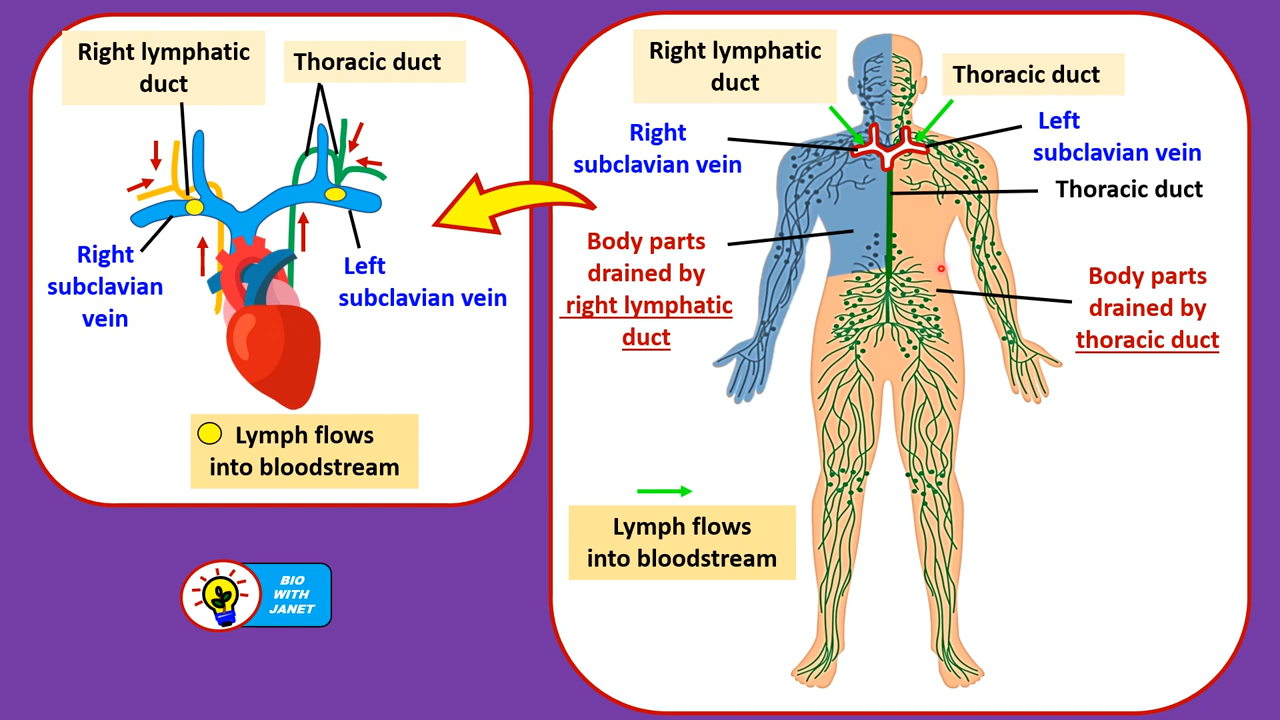 Right lymphatic
duct
Thoracic duct
Right
subclavian
vein
Left
subclavian vein
Lymph flows
into bloodstream
BIO
WITH
JANET
Right lymphatic
duct
Thoracic duct
Right
subclavian vein
Left
subclavian vein
Thoracic duct
Body parts
drained by
right lymphatic
duct
Body parts
drained by
thoracic duct
Lymph flows
into bloodstream